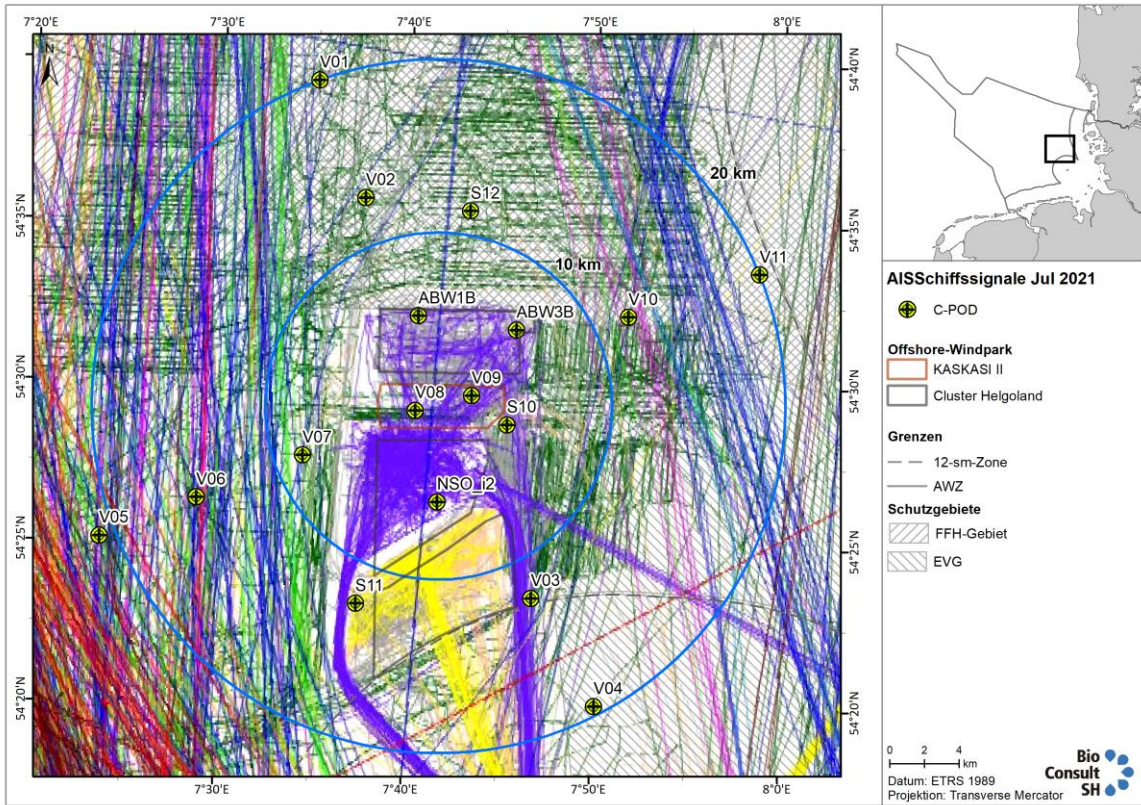 7°20'E
7°30'E
7°40'E
7°50'E
8°0'E
N
V01
54°40'N
20 km
V02
S12
54°35'N
54°35'N
V11
10 km
ABW1B
V10
ABW3B
54°30'N
54°30'N
V09
V08
S10
V07
V06
NSO_i2
V05
54°25'N
54°25'N
S11
V03
54°20'N
54°20'N
V04
7°30'E
7°40'E
7°50'E
8°0'E
AISSchiffssignale Jul 2021
C-POD
Offshore-Windpark
KASKASI II
Cluster Helgoland
Grenzen
12-sm-Zone
AWZ
Schutzgebiete
FFH-Gebiet
EVG
0 2 4
km
Datum: ETRS 1989
Projektion: Transverse Mercator
Bio
Consult
SH